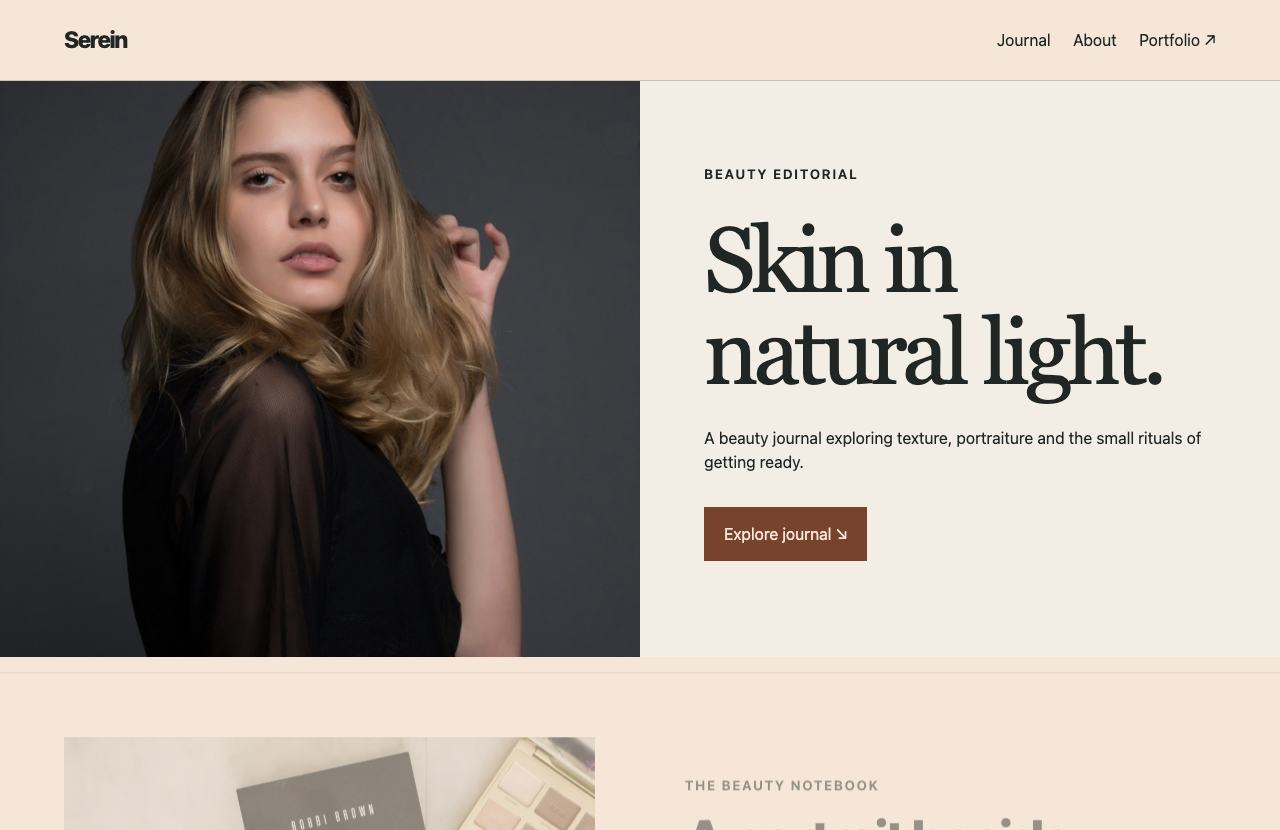 Serein
Journal
About
Portfolio ↗
BEAUTY EDITORIAL
Skin in
natural light.
A beauty journal exploring texture, portraiture and the small rituals of
getting ready.
Explore journal ↘
BOBBI BROWN
THE BEAUTY NOTEBOOK